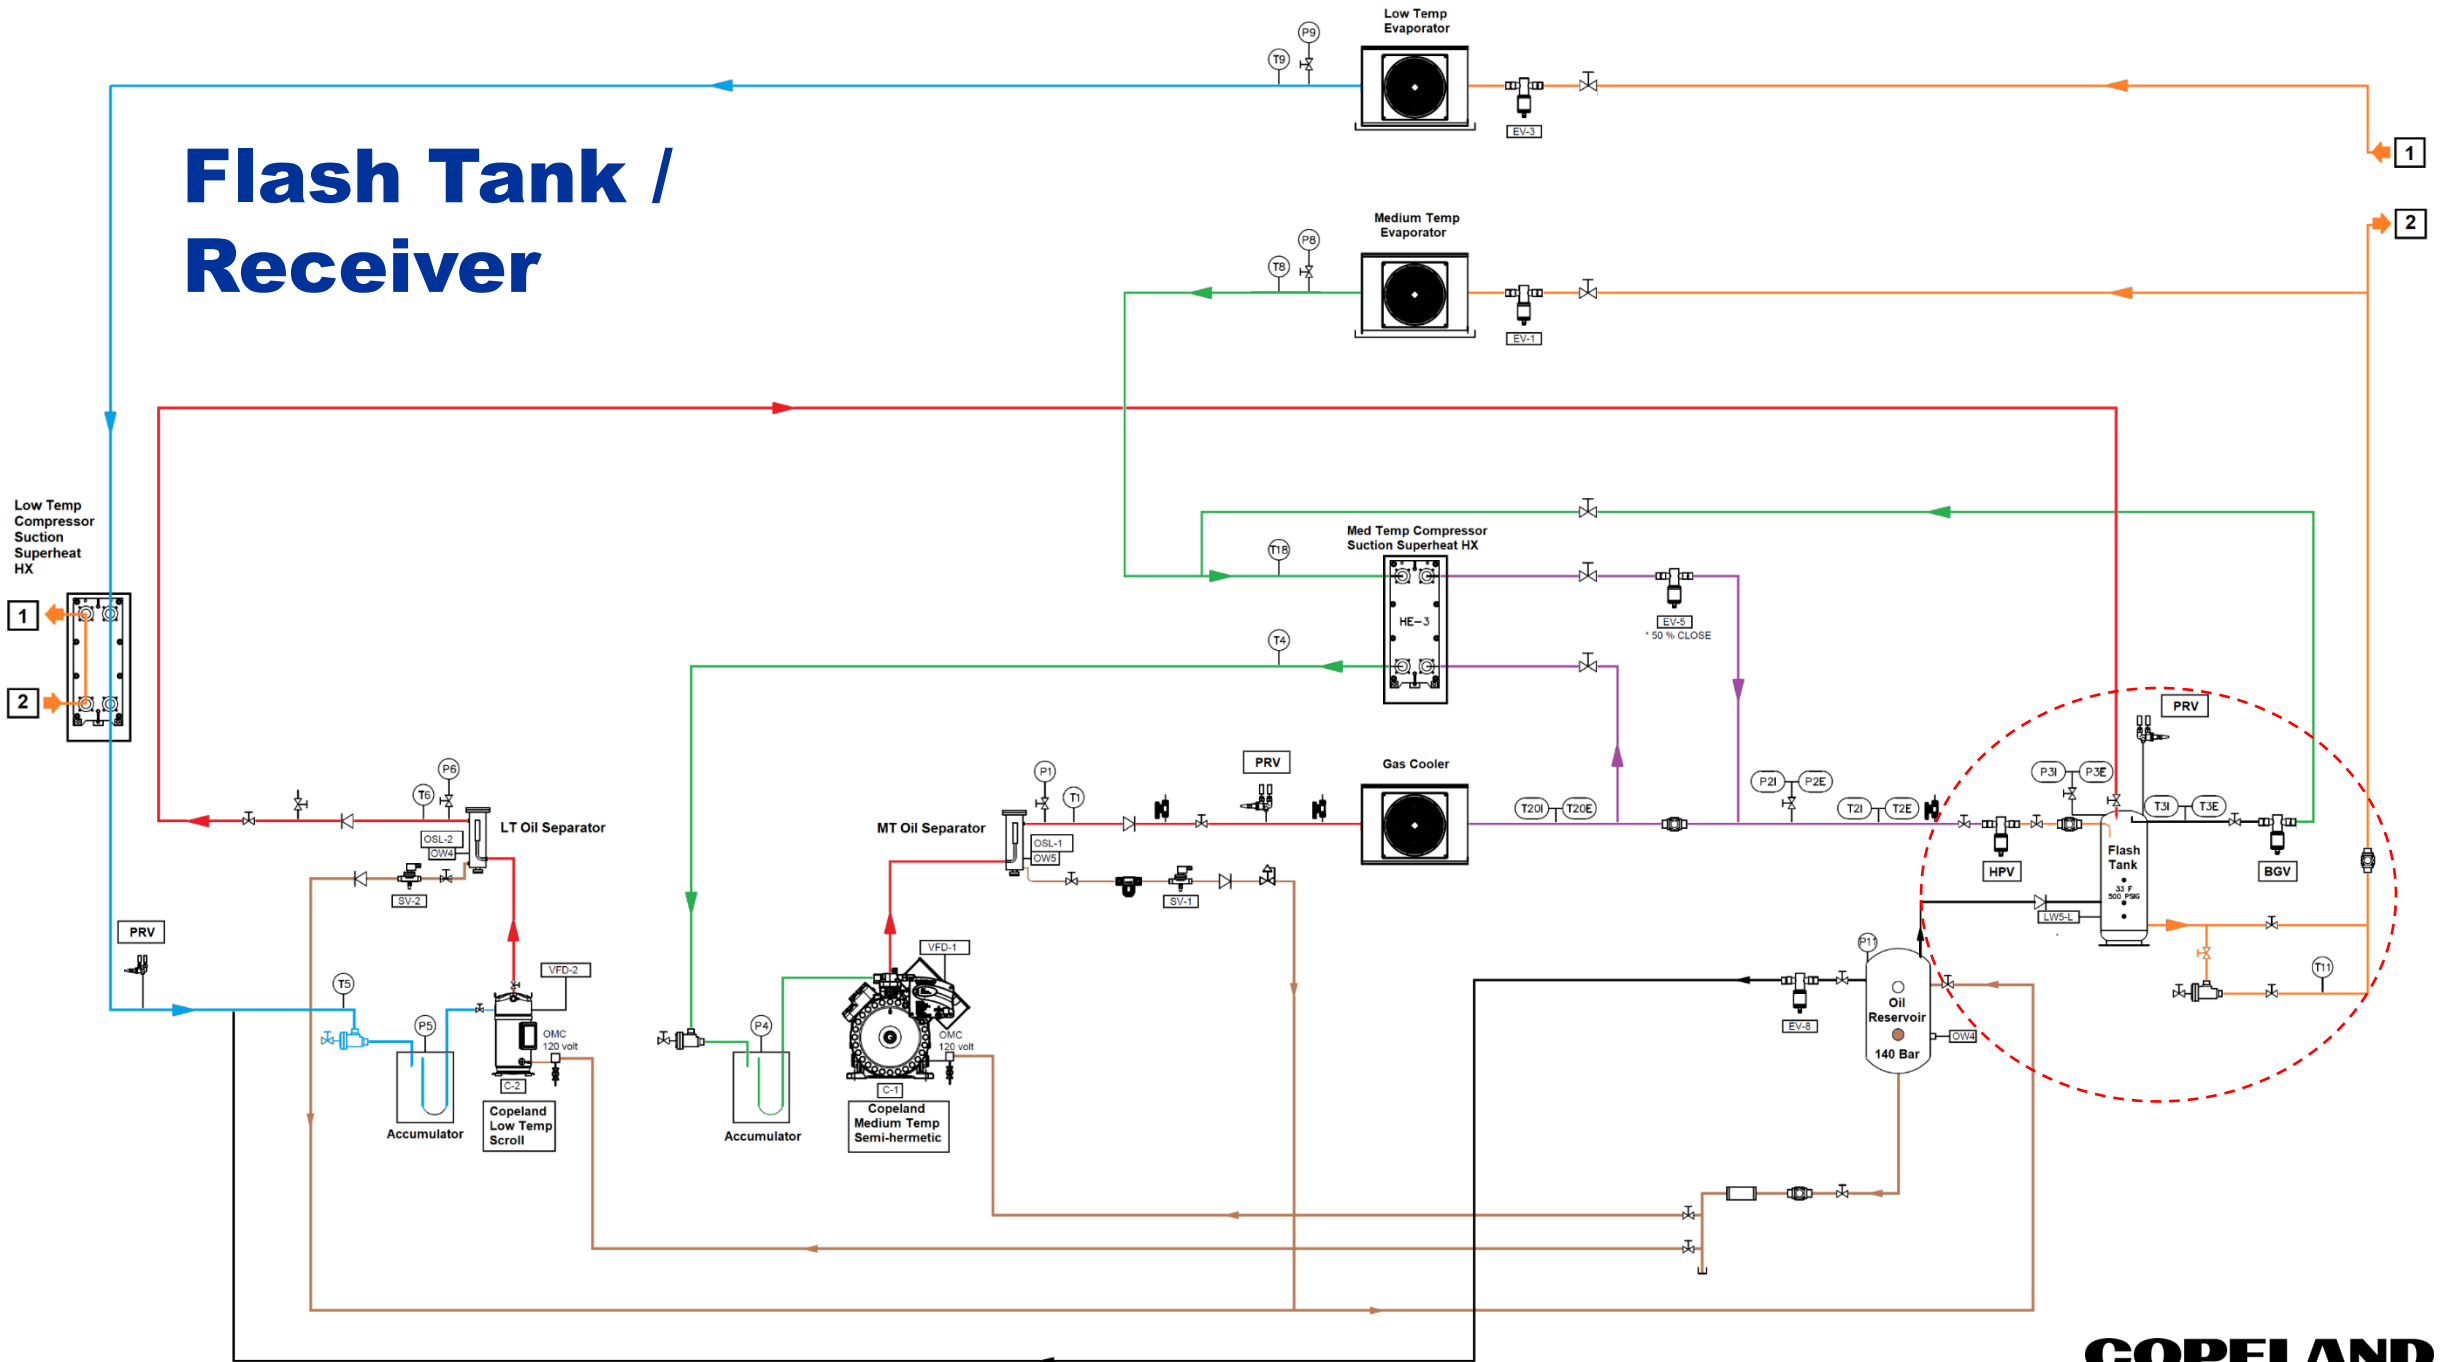 Low Temp
Evaporator
P9
T9
EV-3
1
Flash Tank /
Receiver
2
Medium Temp
Evaporator
P8
T8
EV-1
Low Temp
Compressor
Suction
Superheat
HX
1
2
Med Temp Compressor
Suction Superheat HX
T18
HE-3
EV-5
* 50 % CLOSE
T4
PRV
P3I
P3E
T3I
T3E
Flash
Tank
33 F
500 PSIG
HPV
BGV
LW5-L
T11
P6
T6
LT Oil Separator
OSL-2
OW4
SV-2
P1
T1
MT Oil Separator
OSL-1
OW5
SV-1
PRV
Gas Cooler
T20I
T20E
P2I
P2E
T2I
T2E
PRV
T5
P5
VFD-2
OMC
120 volt
C-2
Copeland
Low Temp
Scroll
Accumulator
P4
VFD-1
OMC
120 volt
C-1
Copeland
Medium Temp
Semi-hermetic
Accumulator
EV-8
P11
Oil
Reservoir
140 Bar
OW4
COPELAND